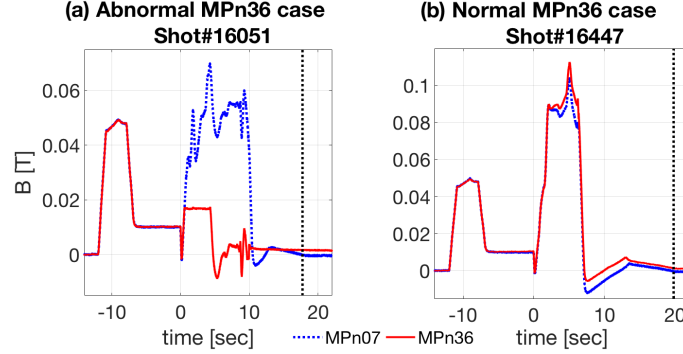 (a) Abnormal MPn36 case
Shot#16051
B [T]
0.06
0.04
0.02
0
-10
0
10
20
time [sec]
(b) Normal MPn36 case
Shot#16447
0.1
0.08
0.06
0.04
0.02
0
-10
0
10
20
time [sec]
MPn07
MPn36